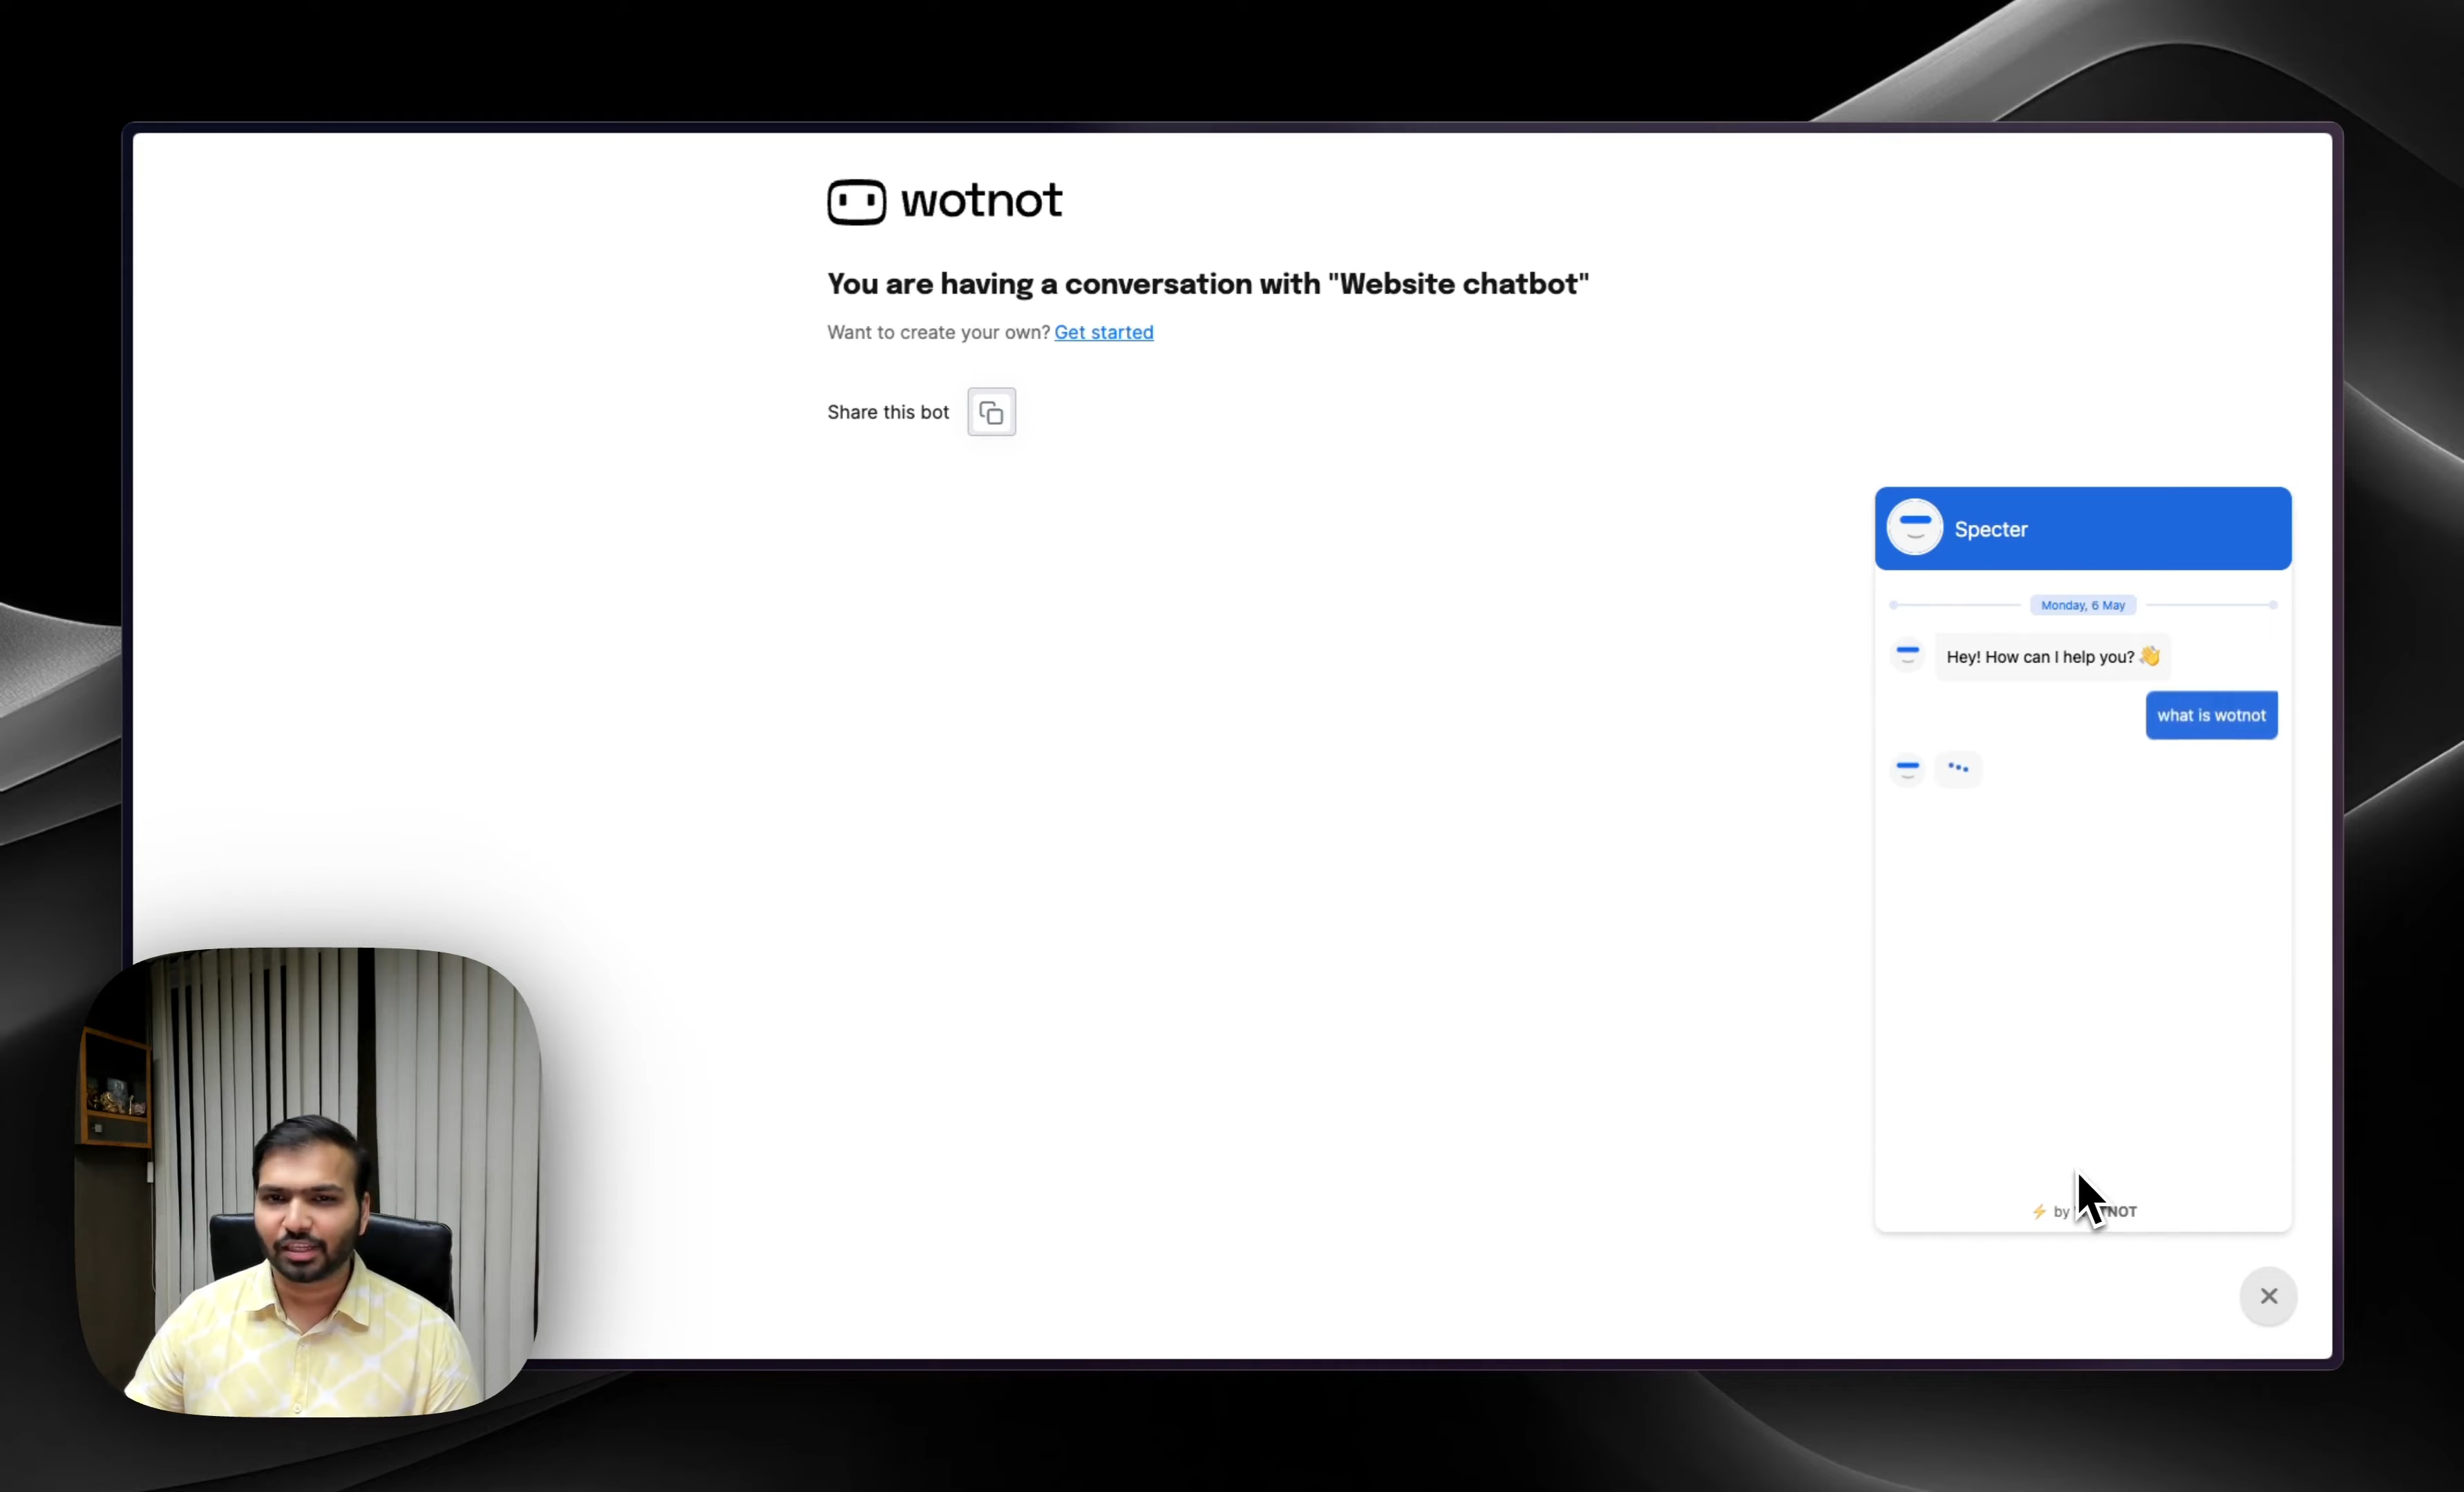 wotnot
You are having a conversation with "Website chatbot"
Want to create your own? Get started
Share this bot
Specter
Monday, 6 May
Hey! How can I help you? 👋
what is wotnot
⚡ by